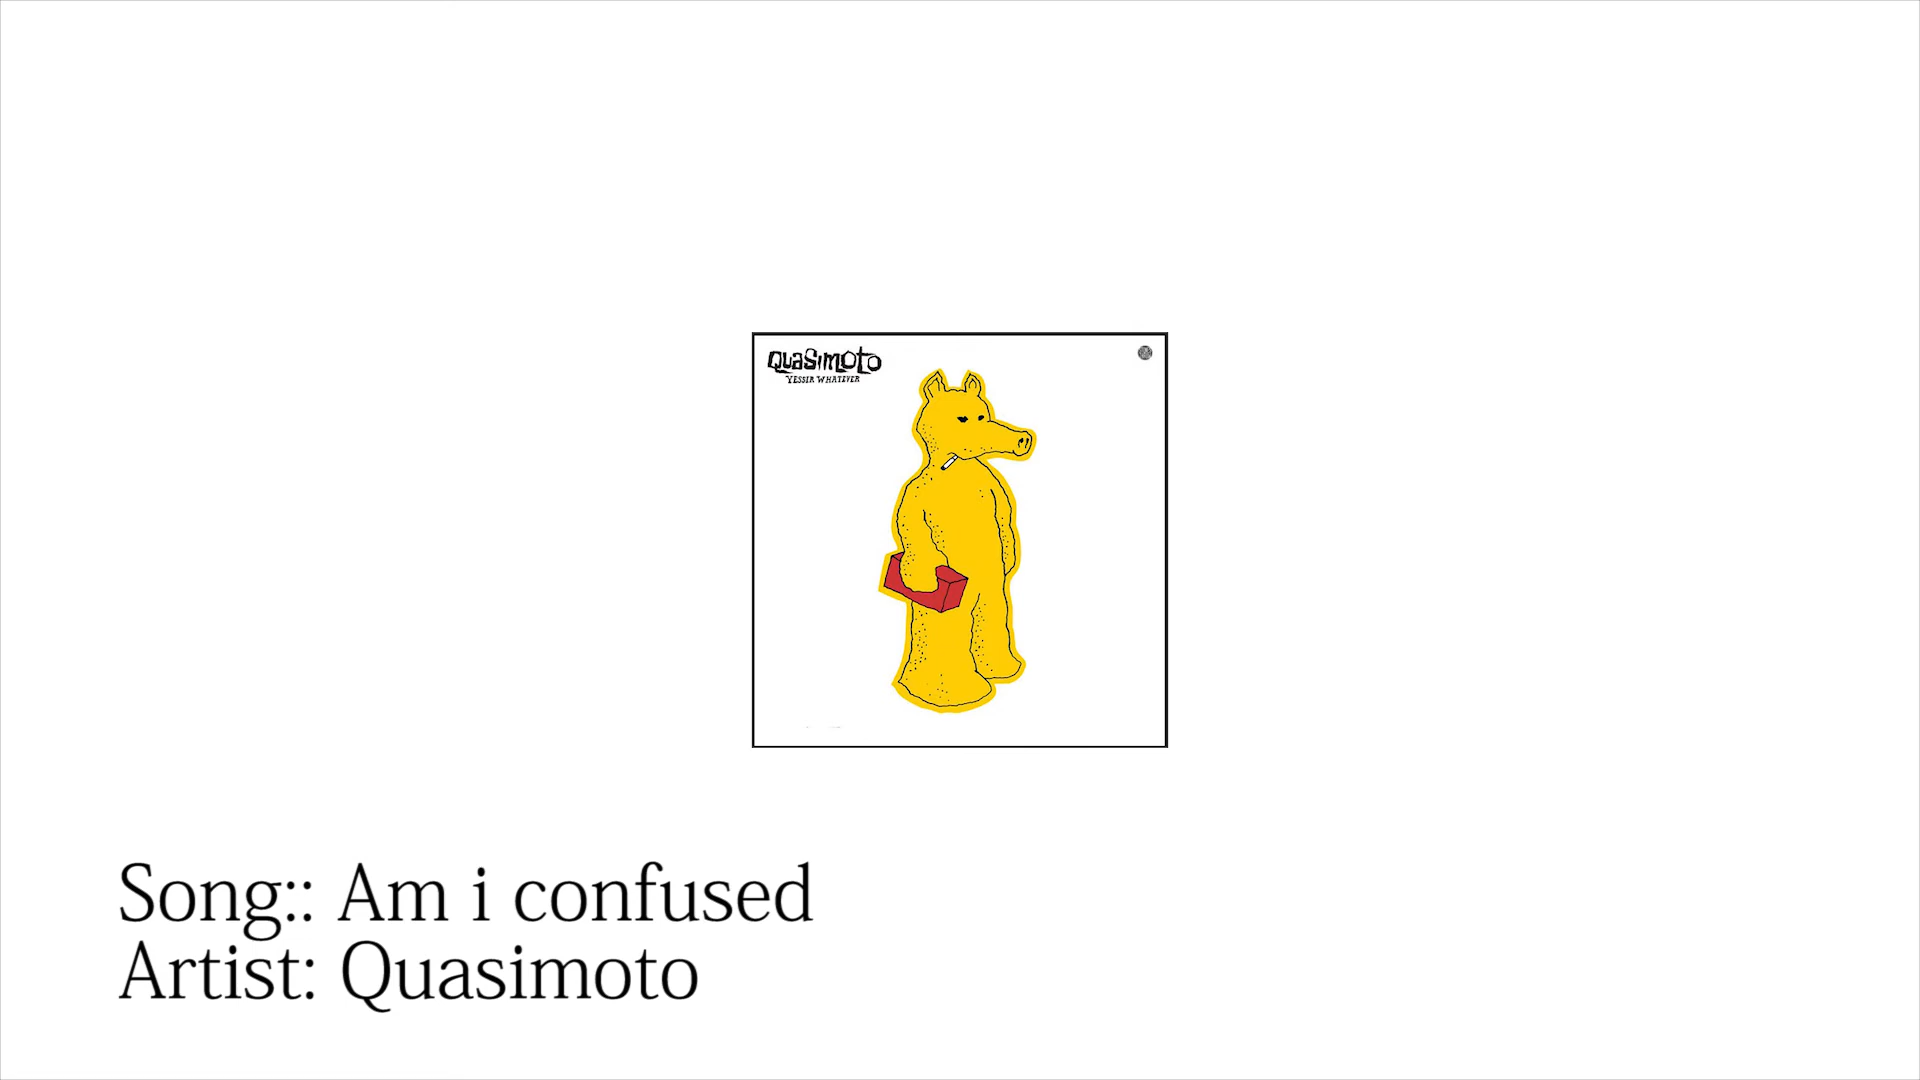 QUASIMOTO
YESSIR WHATEVER
Song:: Am i confused
Artist: Quasimoto